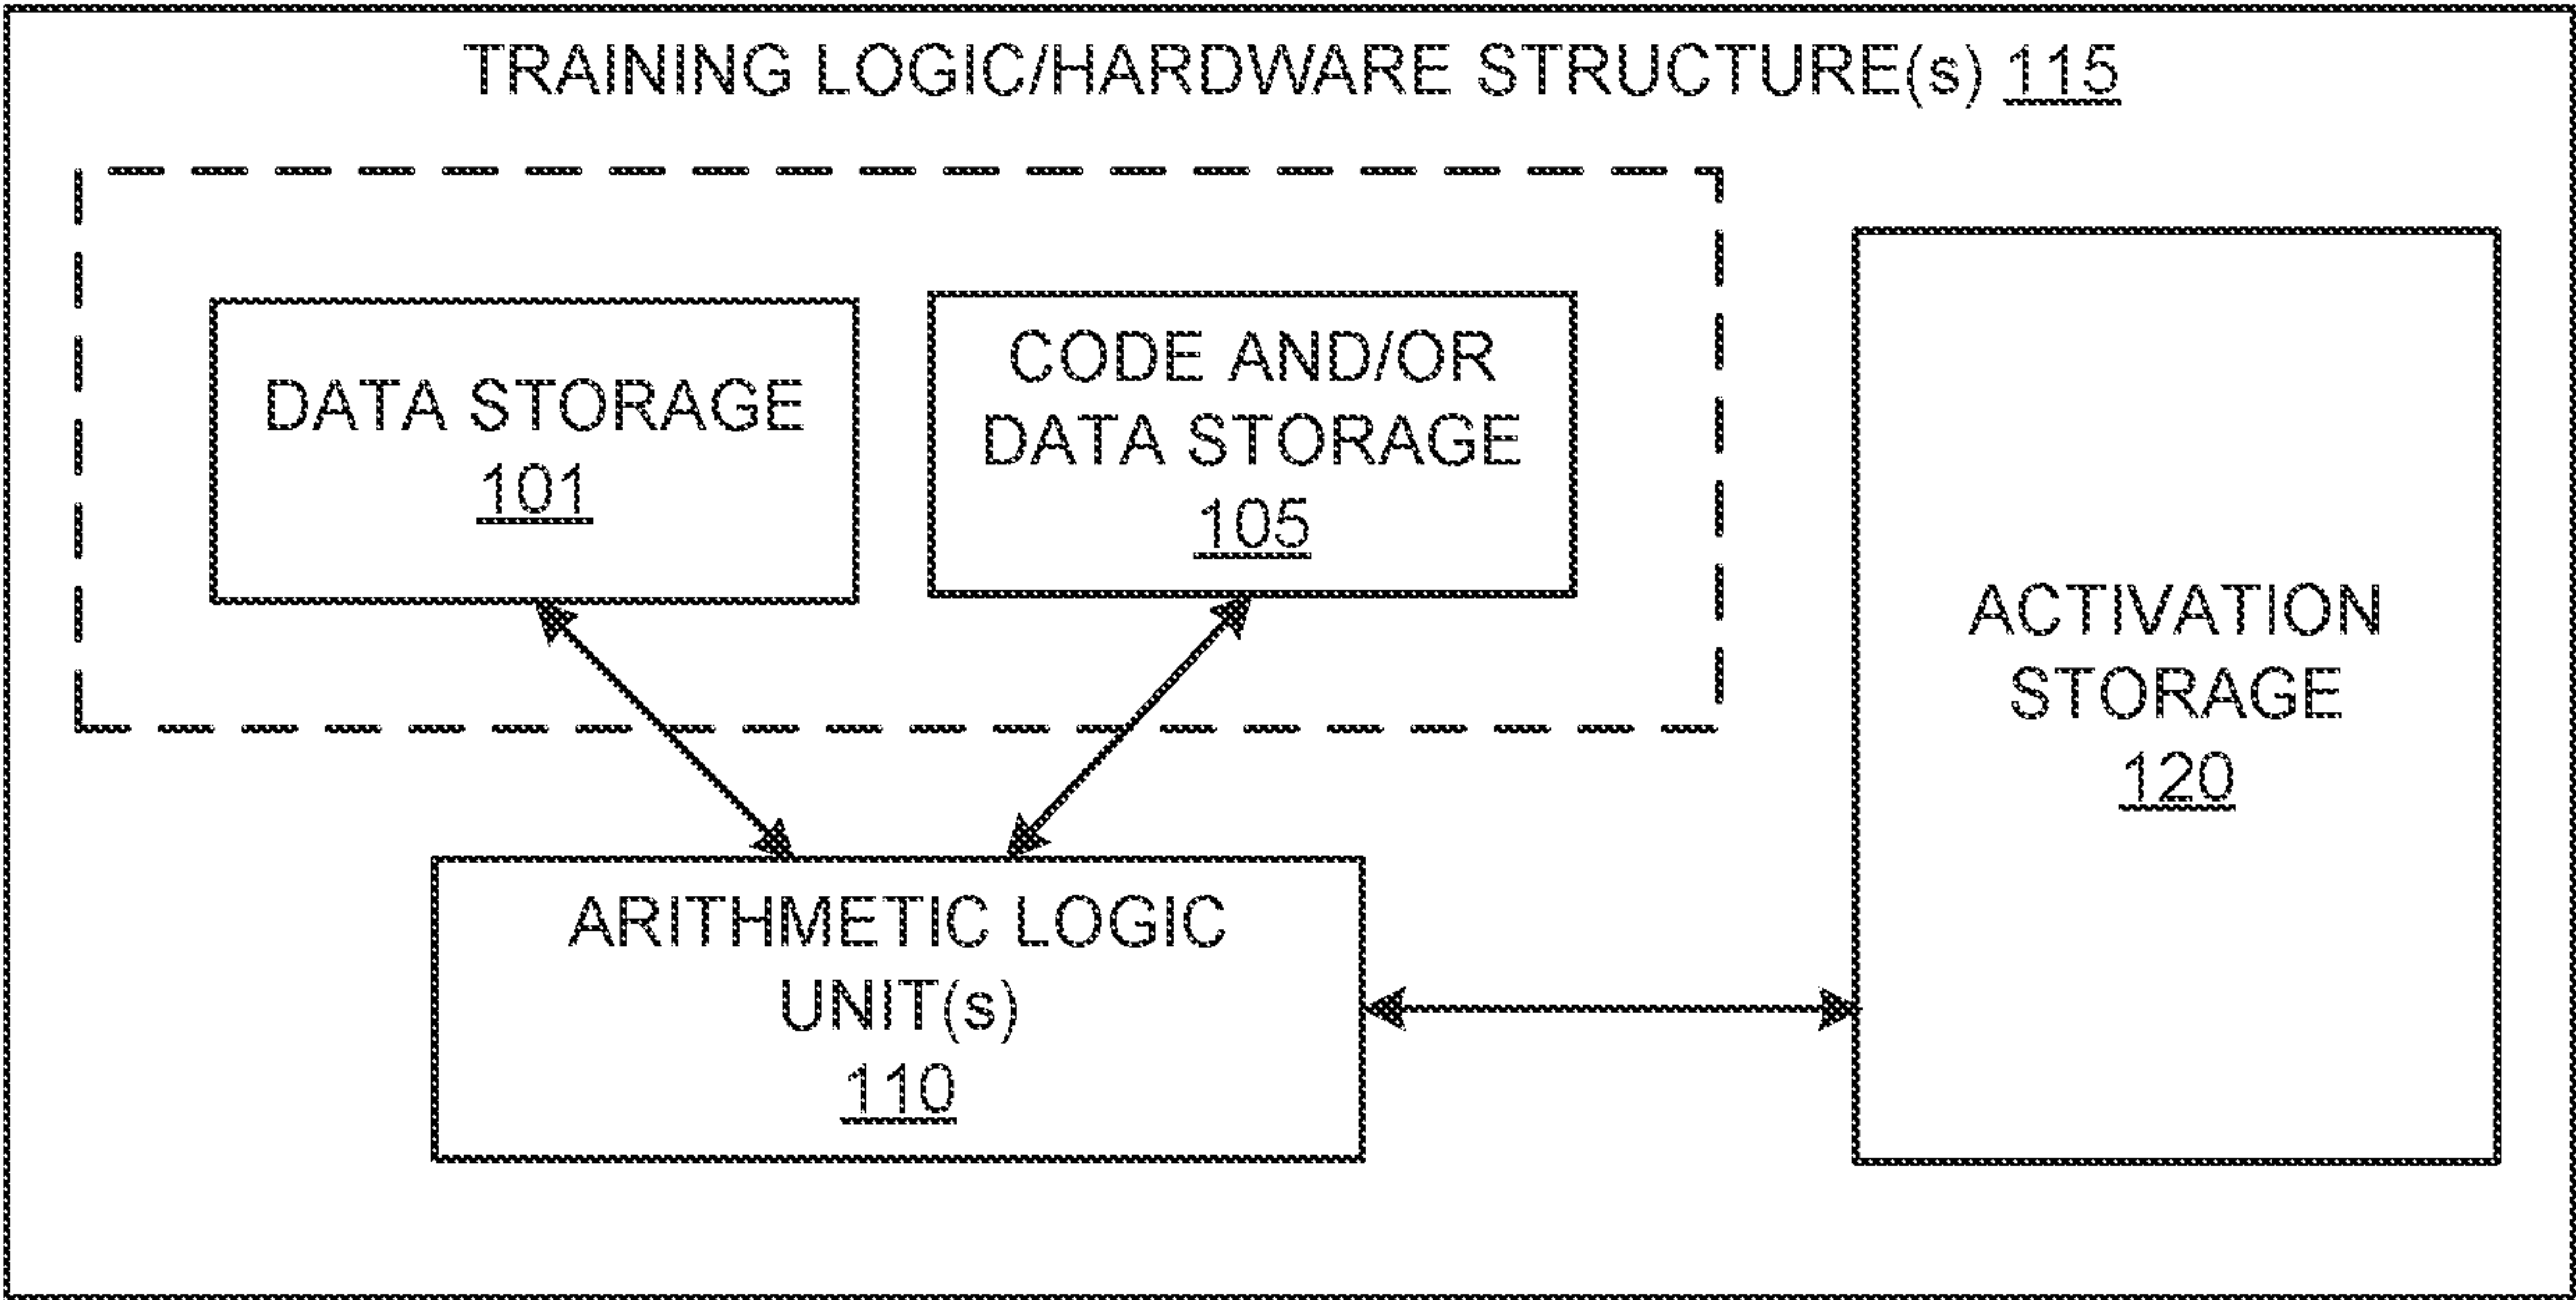 TRAINING LOGIC/HARDWARE STRUCTURE(s) 115
DATA STORAGE
101
CODE AND/OR
DATA STORAGE
105
ACTIVATION
STORAGE
120
ARITHMETIC LOGIC
UNIT(s)
110